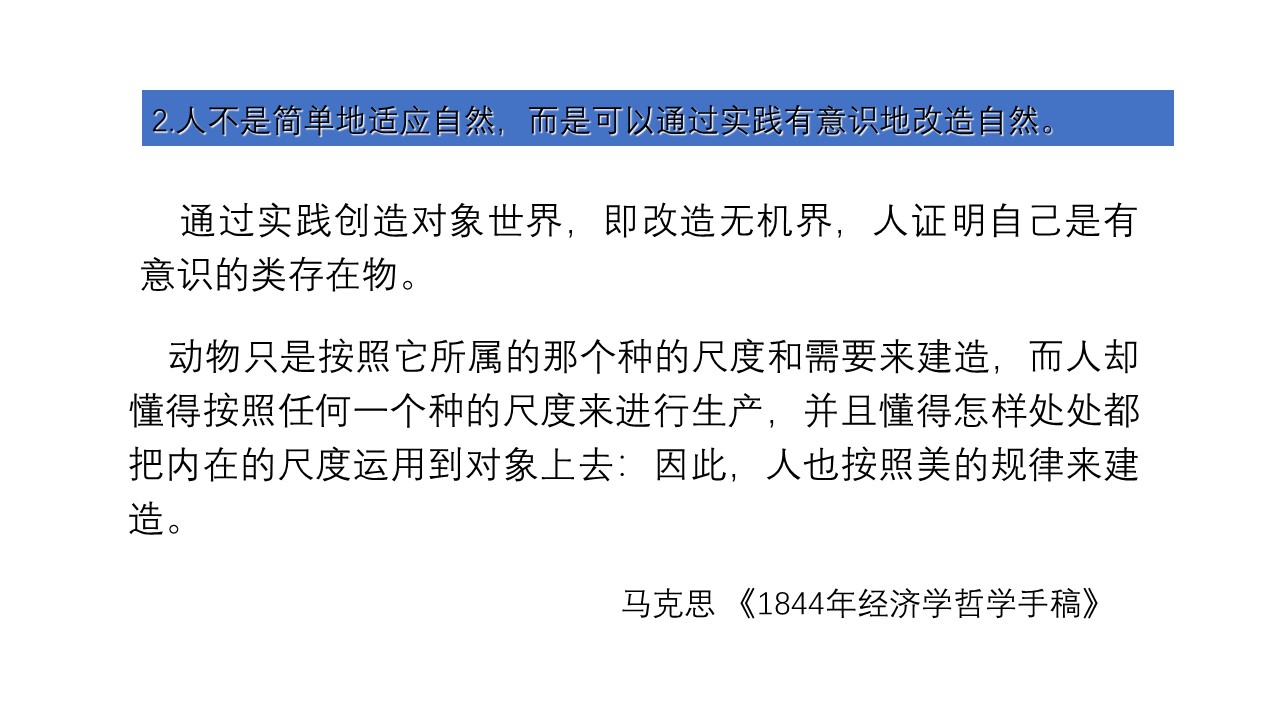 2.人不是简单地适应自然，而是可以通过实践有意识地改造自然。
通过实践创造对象世界，即改造无机界，人证明自己是有
意识的类存在物。
动物只是按照它所属的那个种的尺度和需要来建造，而人却
懂得按照任何一个种的尺度来进行生产，并且懂得怎样处处都
把内在的尺度运用到对象上去：因此，人也按照美的规律来建
造。
马克思 《1844年经济学哲学手稿》